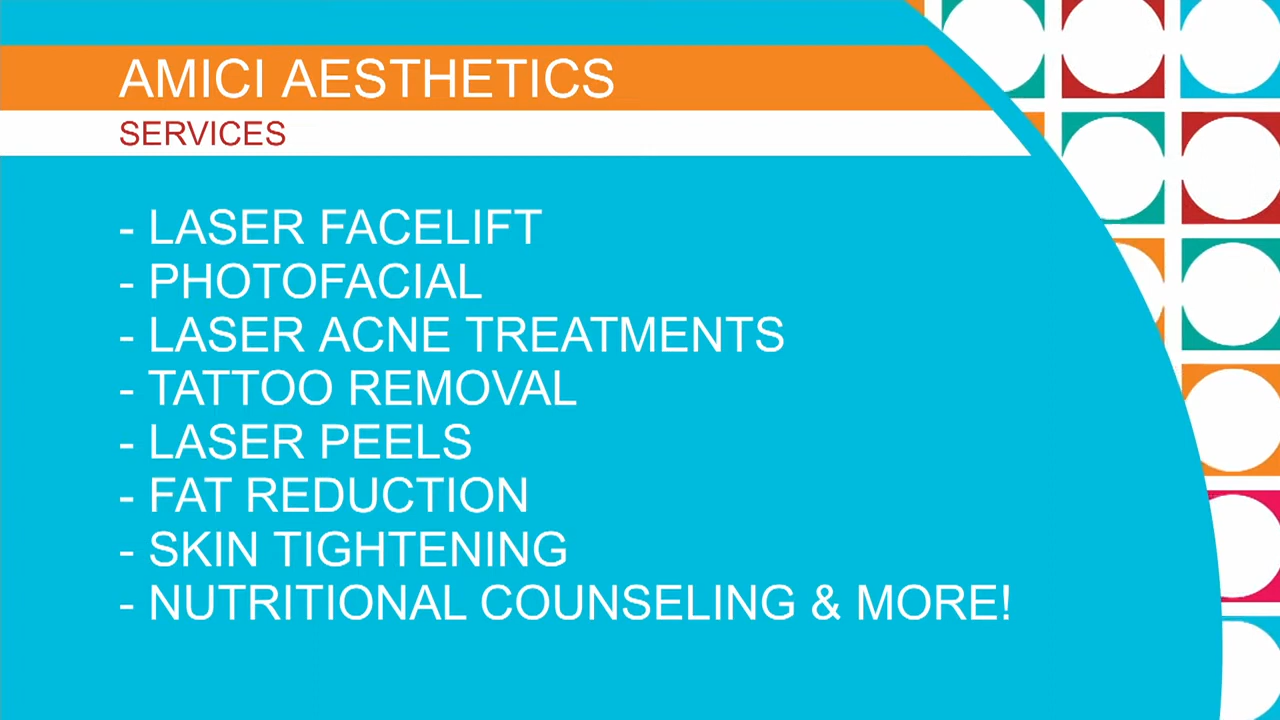 AMICI AESTHETICS
SERVICES
- LASER FACELIFT
- PHOTOFACIAL
- LASER ACNE TREATMENTS
- TATTOO REMOVAL
- LASER PEELS
- FAT REDUCTION
- SKIN TIGHTENING
- NUTRITIONAL COUNSELING & MORE!